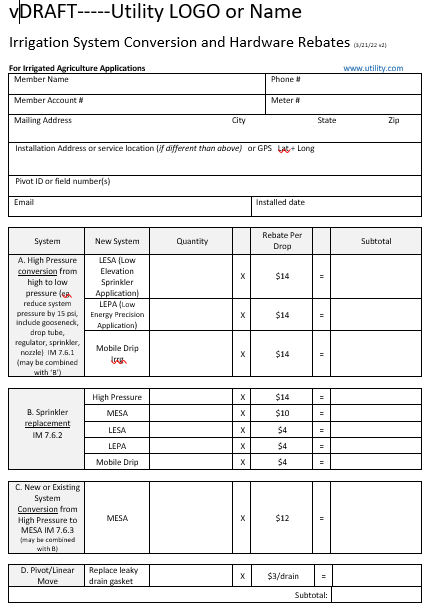 vDRAFT-----Utility LOGO or Name
Irrigation System Conversion and Hardware Rebates (3/21/22 v2)
For Irrigated Agriculture Applications www.utility.com
Member Name Phone #
Member Account # Meter #
Mailing Address City State Zip
Installation Address or service location (if different than above) or GPS Lat + Long
Pivot ID or field number(s)
Email Installed date
System New System Quantity Rebate Per Drop Subtotal
A. High Pressure
conversion from
high to low
pressure (eg
reduce system
pressure by 15 psi,
include gooseneck,
drop tube,
regulator, sprinkler,
nozzle) IM 7.6.1
(may be combined
with 'B')
LESA (Low
Elevation
Sprinkler
Application)
X $14 =
LEPA (Low
Energy Precision
Application)
X $14 =
Mobile Drip
Irrg.
X $14 =
B. Sprinkler
replacement
IM 7.6.2
High Pressure X $14 =
MESA X $10 =
LESA X $4 =
LEPA X $4 =
Mobile Drip X $4 =
C. New or Existing
System
Conversion from
High Pressure to
MESA IM 7.6.3
(may be combined
with B)
MESA X $12 =
D. Pivot/Linear
Move
Replace leaky
drain gasket
X $3/drain =
Subtotal: